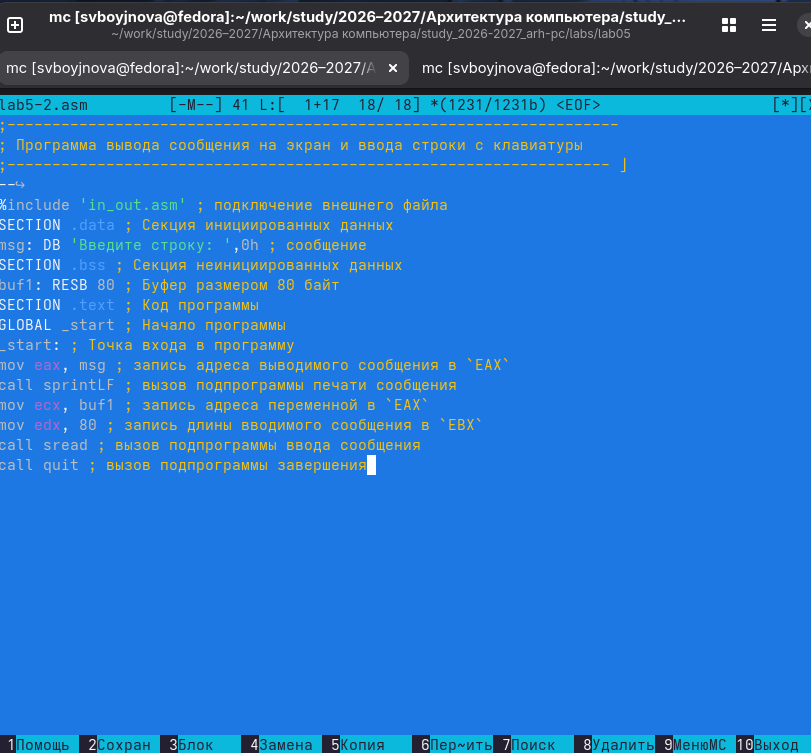 mc [svboyjnova@fedora]:~/work/study/2026–2027/Архитектура компьютера/study_...
~/work/study/2026–2027/Архитектура компьютера/study_2026-2027_arh-pc/labs/lab05
mc [svboyjnova@fedora]:~/work/study/2026–2027/А × mc [svboyjnova@fedora]:~/work/study/2026–2027/Арх
lab5-2.asm [-M--] 41 L:[ 1+17 18/ 18] *(1231/1231b) <EOF> [*][X
;--------------------------------------------------------------------
; Программа вывода сообщения на экран и ввода строки с клавиатуры
;------------------------------------------------------------------- ⌋
--↪
%include 'in_out.asm' ; подключение внешнего файла
SECTION .data ; Секция инициированных данных
msg: DB 'Введите строку: ',0h ; сообщение
SECTION .bss ; Секция неинициированных данных
buf1: RESB 80 ; Буфер размером 80 байт
SECTION .text ; Код программы
GLOBAL _start ; Начало программы
_start: ; Точка входа в программу
mov eax, msg ; запись адреса выводимого сообщения в `EAX`
call sprintLF ; вызов подпрограммы печати сообщения
mov ecx, buf1 ; запись адреса переменной в `EAX`
mov edx, 80 ; запись длины вводимого сообщения в `EBX`
call sread ; вызов подпрограммы ввода сообщения
call quit ; вызов подпрограммы завершения
1Помощь 2Сохран 3Блок 4Замена 5Копия 6Пер~ить 7Поиск 8Удалить 9МенюMC 10Выход